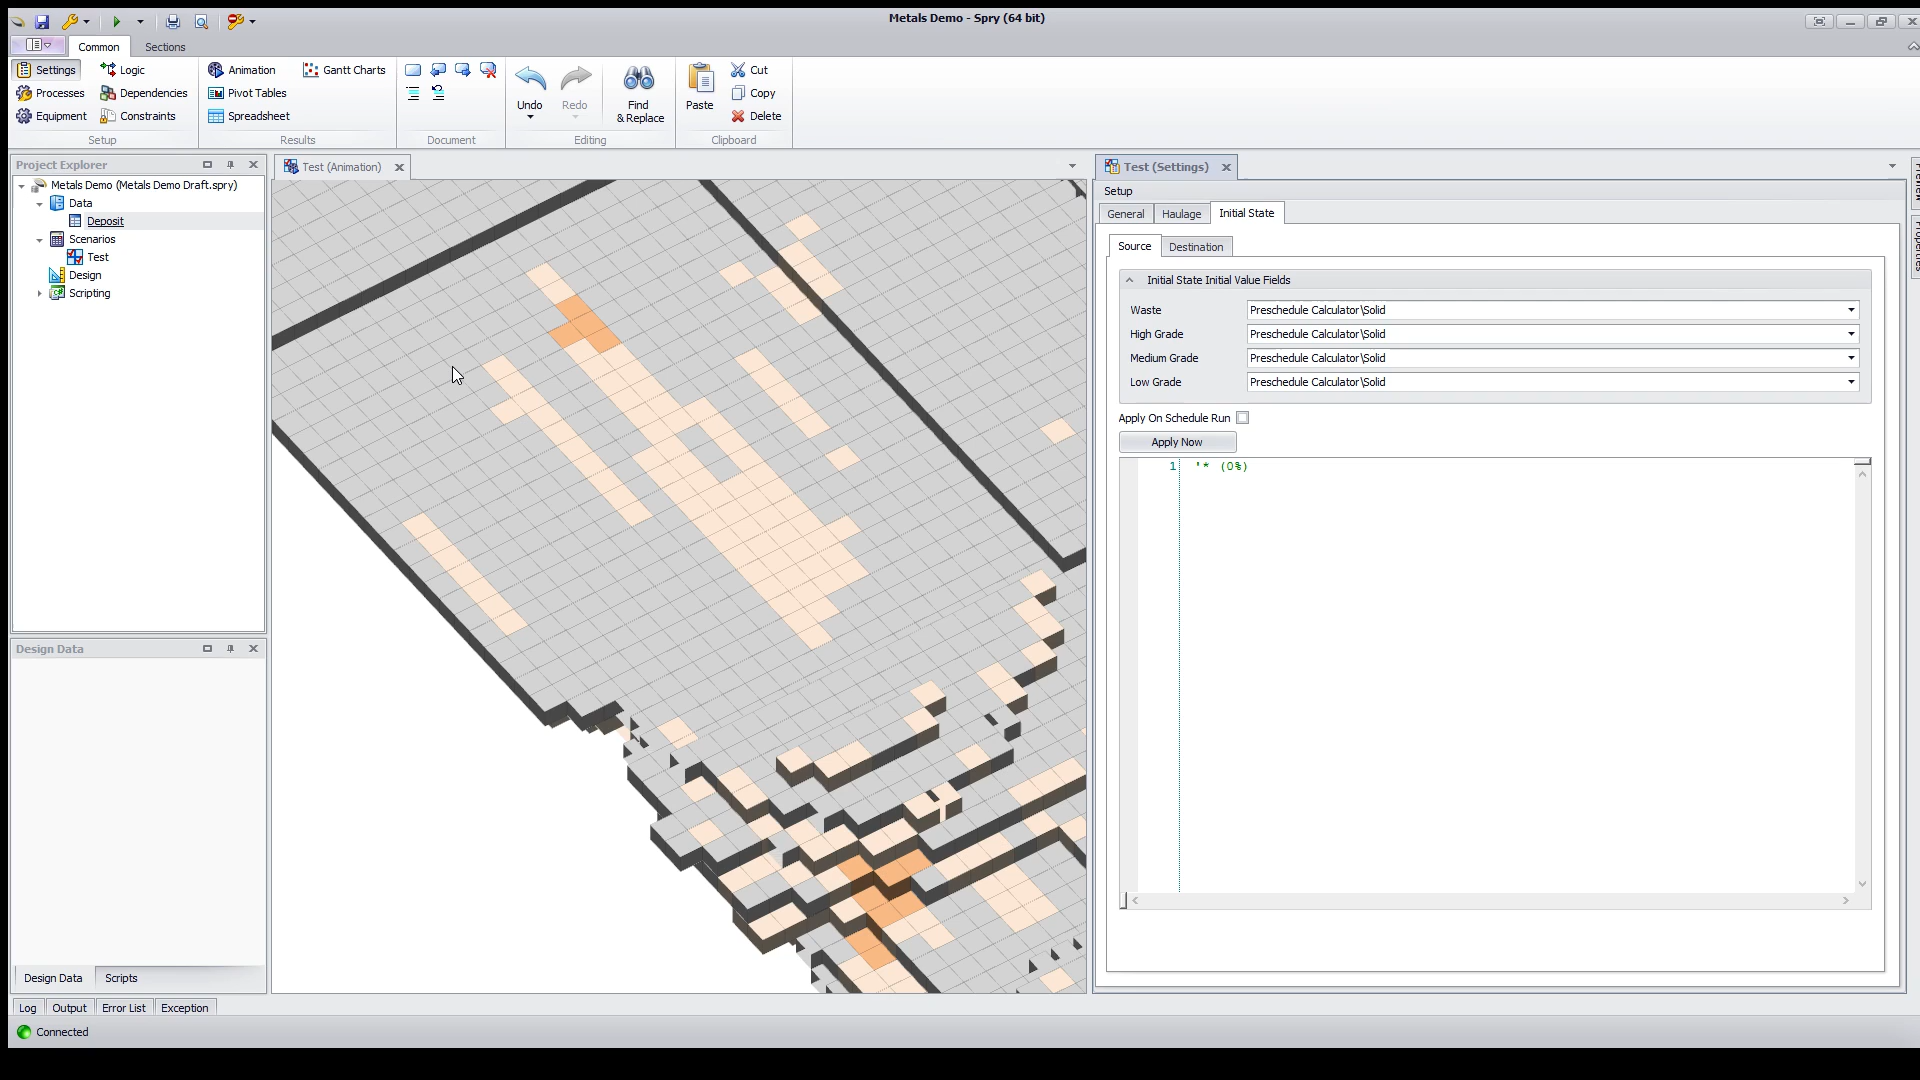 Metals Demo - Spry (64 bit)
Common
Sections
Settings
Logic
Animation
Gantt Charts
Cut
Processes
Dependencies
Pivot Tables
Copy
Undo
Redo
Find
& Replace
Paste
Equipment
Constraints
Spreadsheet
Delete
Setup
Results
Document
Editing
Clipboard
Project Explorer
Metals Demo (Metals Demo Draft.spry)
Data
Deposit
Scenarios
Test
Design
Scripting
Design Data
Design Data
Scripts
Test (Animation)
Test (Settings)
Setup
General
Haulage
Initial State
Source
Destination
Initial State Initial Value Fields
Waste
Preschedule Calculator\Solid
High Grade
Preschedule Calculator\Solid
Medium Grade
Preschedule Calculator\Solid
Low Grade
Preschedule Calculator\Solid
Apply On Schedule Run
Apply Now
1 '* (0%)
Log
Output
Error List
Exception
Connected